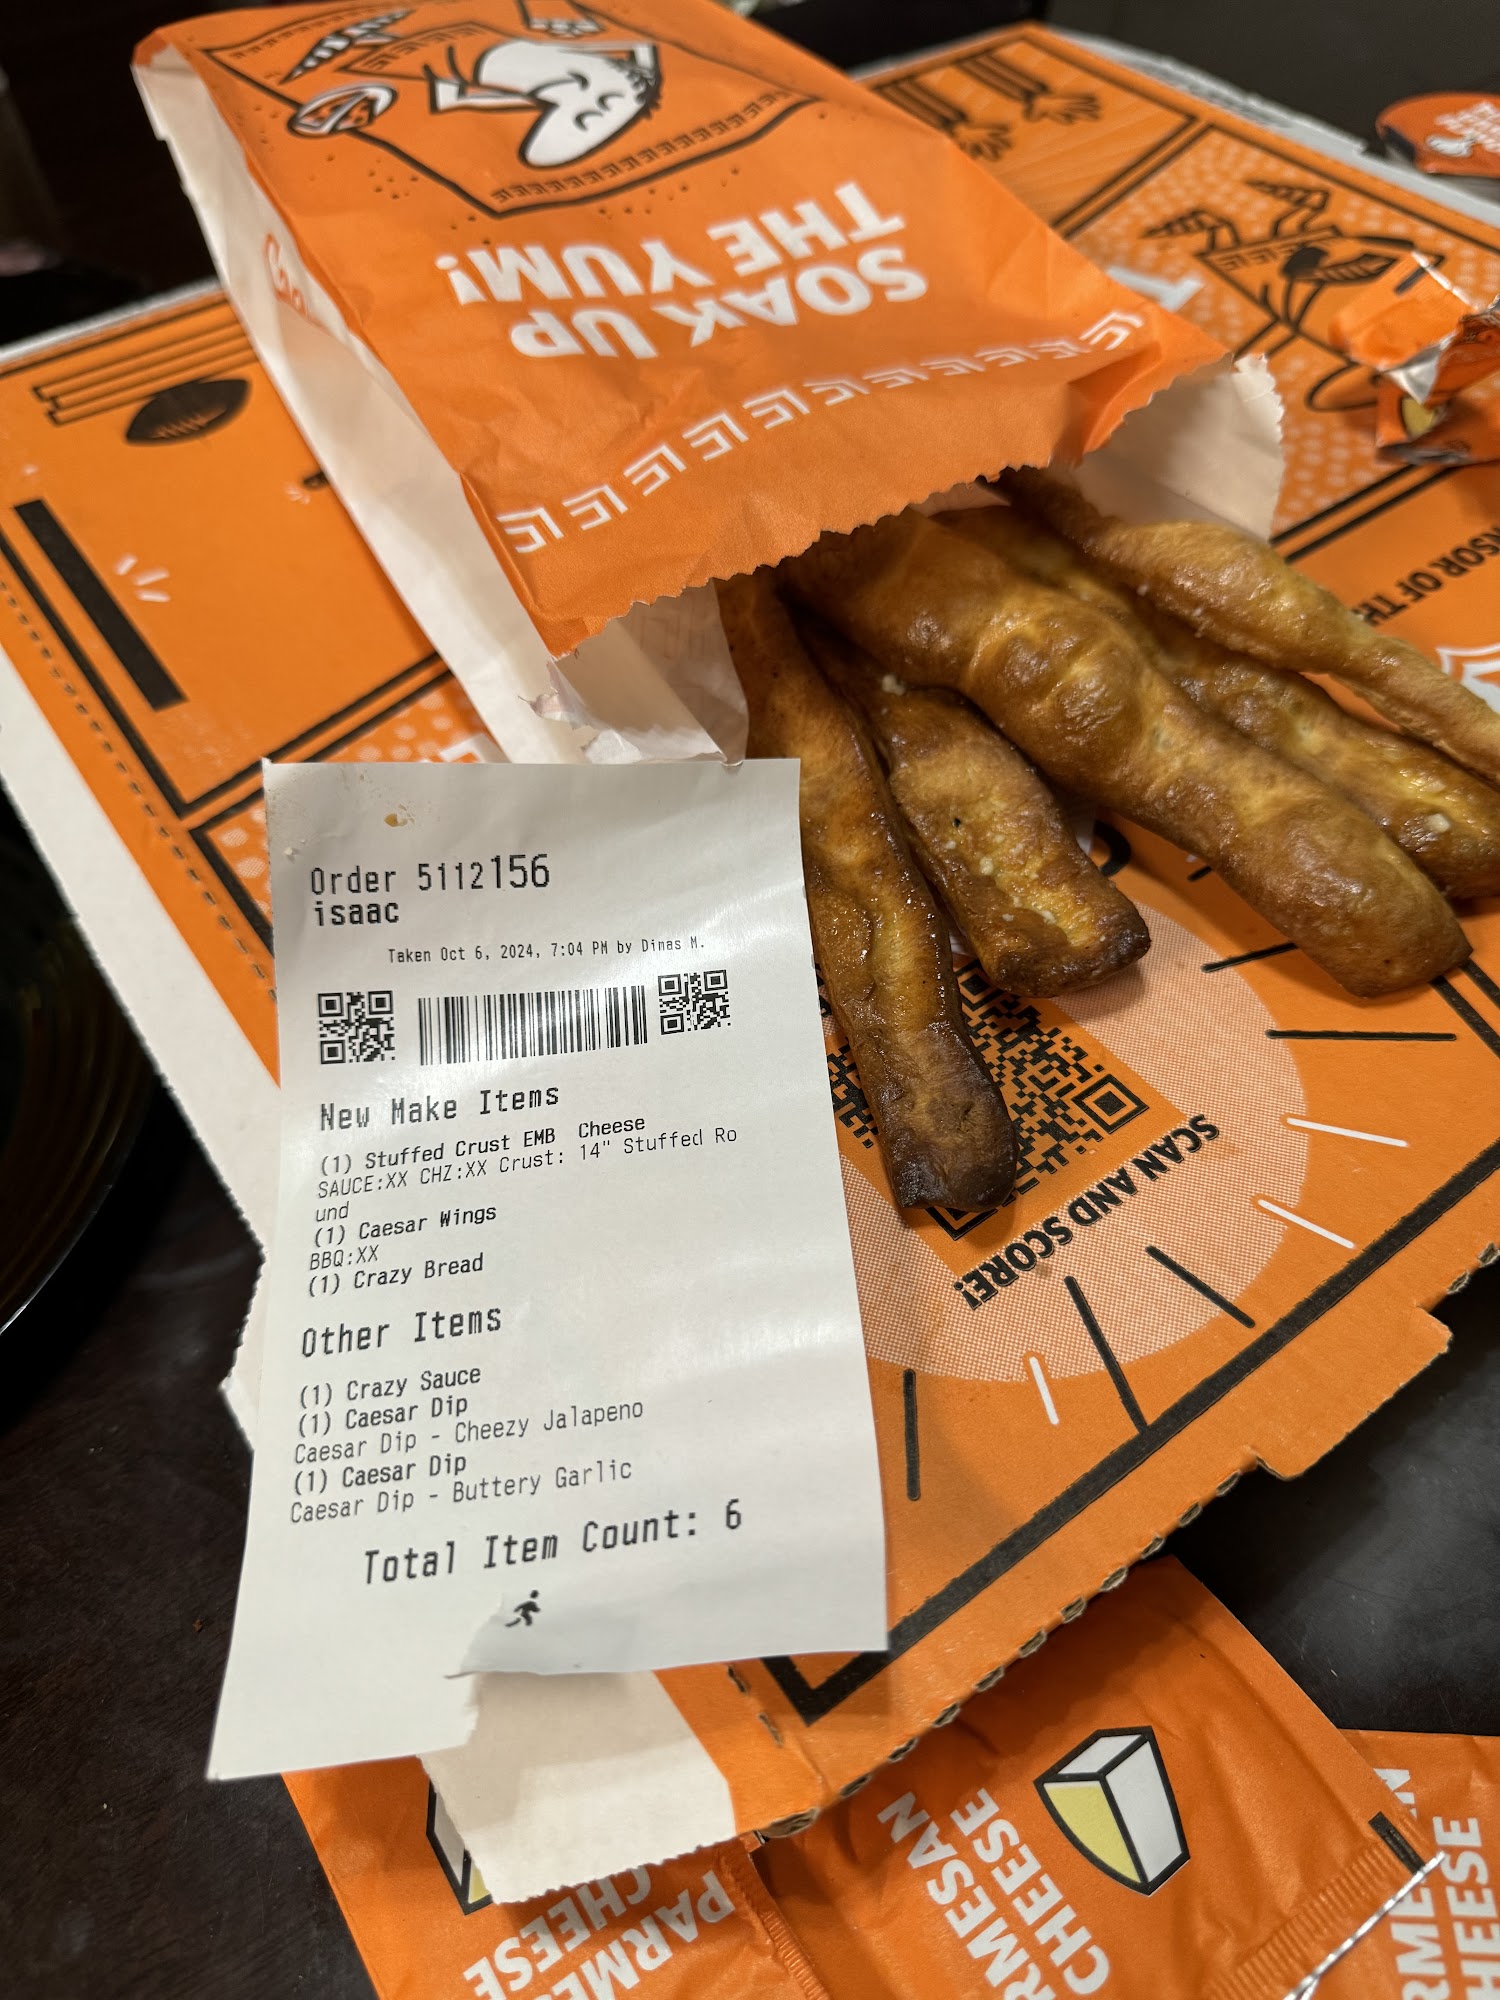 SOAK UP
THE YUM!
Order 5112156
isaac
Taken Oct 6, 2024, 7:04 PM by Dinas M.
New Make Items
(1) Stuffed Crust EMB Cheese
SAUCE:XX CHZ:XX Crust: 14" Stuffed Ro
und
(1) Caesar Wings
BBQ:XX
(1) Crazy Bread
Other Items
(1) Crazy Sauce
(1) Caesar Dip
Caesar Dip - Cheezy Jalapeno
(1) Caesar Dip
Caesar Dip - Buttery Garlic
Total Item Count: 6
SCAN AND SCORE!
PARMES
CHEESE
RMESAN
CHEESE